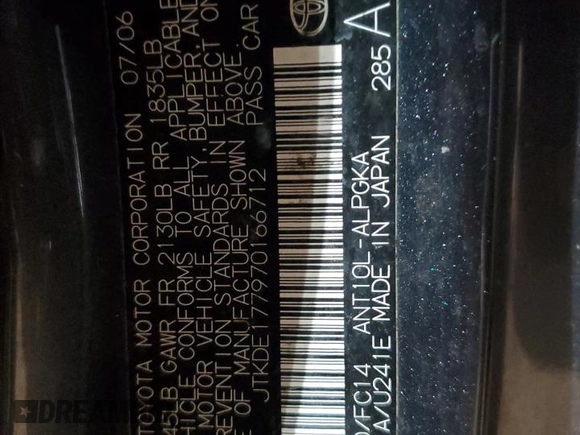 TOYOTA MOTOR CORPORATION 07/06
45LB GAWR FR 2130LB RR 1835LB
VEHICLE CONFORMS TO ALL APPLICABLE
MOTOR VEHICLE SAFETY, BUMPER, AND
PREVENTION STANDARDS IN EFFECT ON
OF MANUFACTURE SHOWN ABOVE.
JTKDE177970166712 PASS CAR
/FC14 ANT10L-ALPGKA
A/U241E MADE IN JAPAN 285 A
DREAM